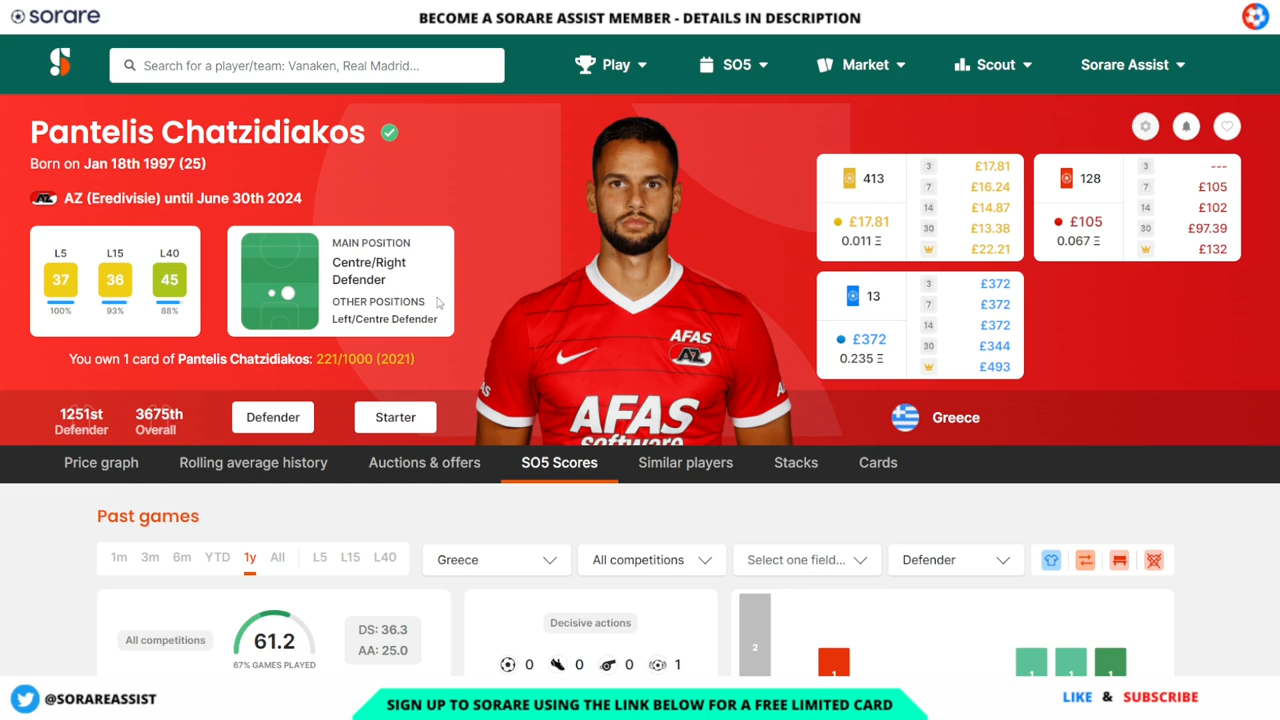 sorare
BECOME A SORARE ASSIST MEMBER - DETAILS IN DESCRIPTION
Search for a player/team: Vanaken, Real Madrid...
Play
SO5
Market
Scout
Sorare Assist
Pantelis Chatzidiakos
Born on Jan 18th 1997 (25)
AZ (Eredivisie) until June 30th 2024
L5 L15 L40
37 36 45
100% 93% 88%
MAIN POSITION
Centre/Right
Defender
OTHER POSITIONS
Left/Centre Defender
You own 1 card of Pantelis Chatzidiakos: 221/1000 (2021)
1251st
Defender
3675th
Overall
Defender
Starter
AFAS
AZ
AFAS
Software
413
£17.81
0.011 Ξ
3 £17.81
7 £16.24
14 £14.87
30 £13.38
£22.21
128
£105
0.067 Ξ
3 ---
7 £105
14 £102
30 £97.39
£132
13
£372
0.235 Ξ
3 £372
7 £372
14 £372
30 £344
£493
Greece
Price graph
Rolling average history
Auctions & offers
SO5 Scores
Similar players
Stacks
Cards
Past games
1m 3m 6m YTD 1y All L5 L15 L40
Greece
All competitions
Select one field...
Defender
All competitions
61.2
67% GAMES PLAYED
DS: 36.3
AA: 25.0
Decisive actions
0 0 0 1
2
1 1 1 1
@SORAREASSIST
SIGN UP TO SORARE USING THE LINK BELOW FOR A FREE LIMITED CARD
LIKE & SUBSCRIBE